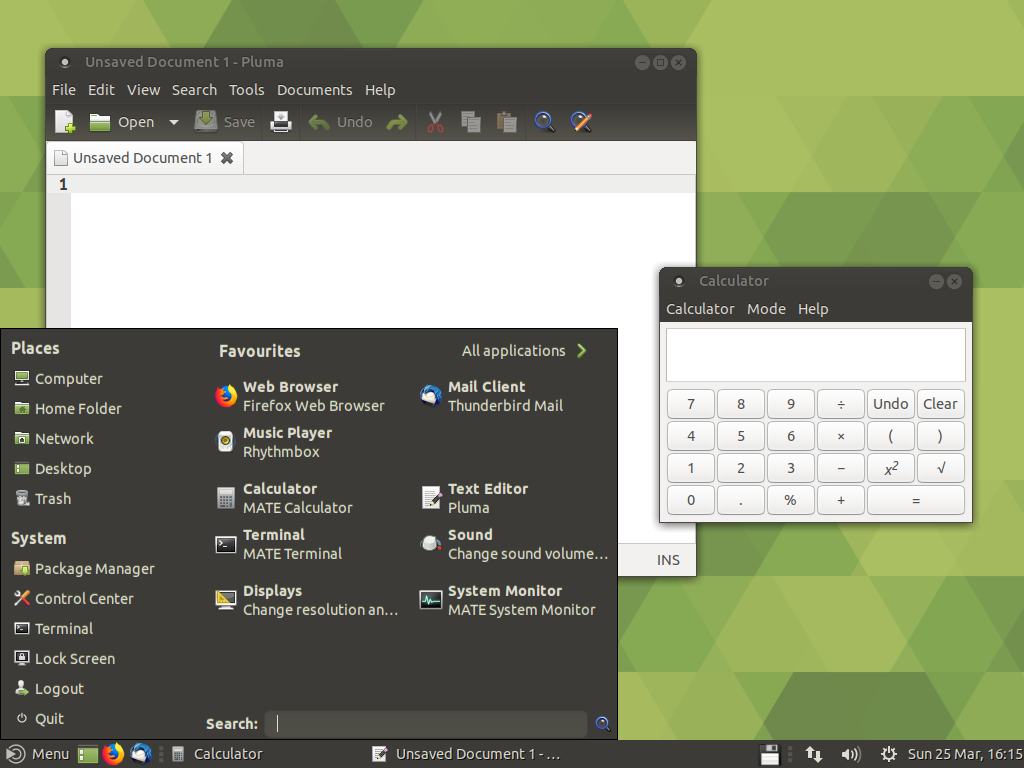 Unsaved Document 1 - Pluma
File Edit View Search Tools Documents Help
Open Save Undo
Unsaved Document 1
1
INS
Calculator
Calculator Mode Help
7 8 9 ÷ Undo Clear
4 5 6 × ( )
1 2 3 − x² √
0 . % + =
Places
Computer
Home Folder
Network
Desktop
Trash
System
Package Manager
Control Center
Terminal
Lock Screen
Logout
Quit
Favourites
All applications
Web Browser
Firefox Web Browser
Mail Client
Thunderbird Mail
Music Player
Rhythmbox
Calculator
MATE Calculator
Text Editor
Pluma
Terminal
MATE Terminal
Sound
Change sound volume…
Displays
Change resolution an…
System Monitor
MATE System Monitor
Search:
Menu
Calculator
Unsaved Document 1 - …
Sun 25 Mar, 16:15